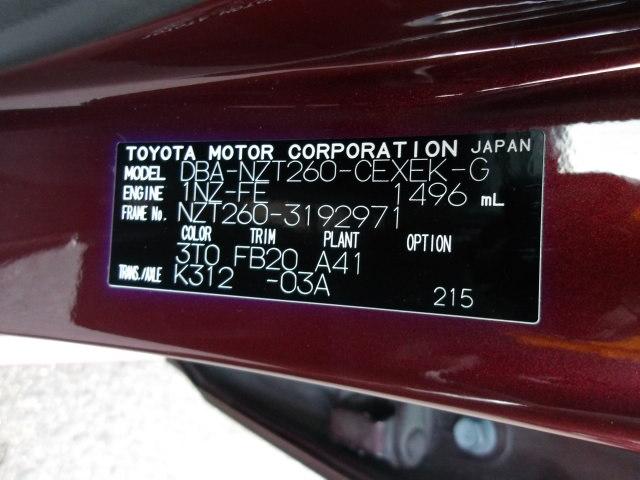 TOYOTA MOTOR CORPORATION JAPAN
MODEL DBA-NZT260-CEXEK-G
ENGINE 1NZ-FE 1496 mL
FRAME No. NZT260-3192971
COLOR TRIM PLANT OPTION
3T0 FB20 A41
TRANS./AXLE K312 -03A
215